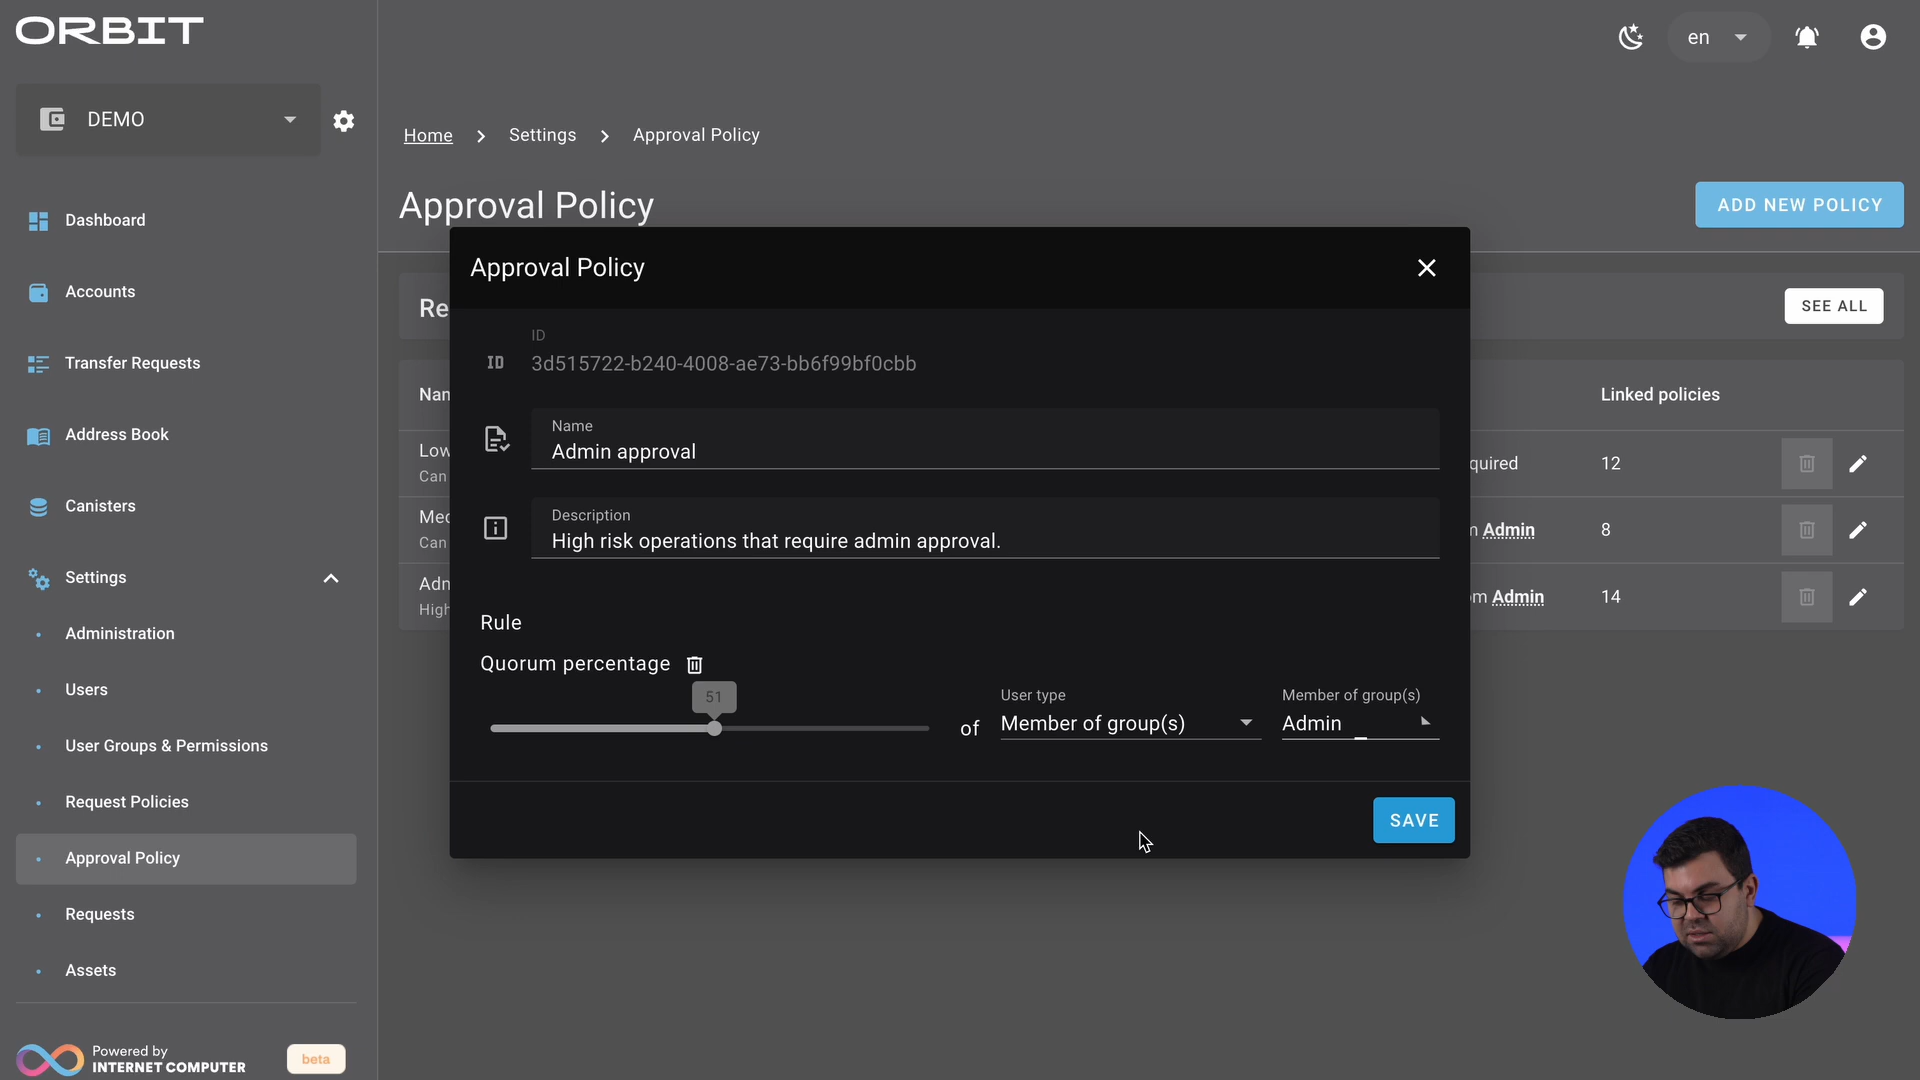 ORBIT
en
DEMO
Home
Settings
Approval Policy
Approval Policy
ADD NEW POLICY
Dashboard
Accounts
Transfer Requests
Address Book
Canisters
Settings
Administration
Users
User Groups & Permissions
Request Policies
Approval Policy
Requests
Assets
Powered by
INTERNET COMPUTER
beta
SEE ALL
Linked policies
12
Admin
8
Admin
14
Approval Policy
ID
ID
3d515722-b240-4008-ae73-bb6f99bf0cbb
Name
Admin approval
Description
High risk operations that require admin approval.
Rule
Quorum percentage
51
of
User type
Member of group(s)
Member of group(s)
Admin
SAVE